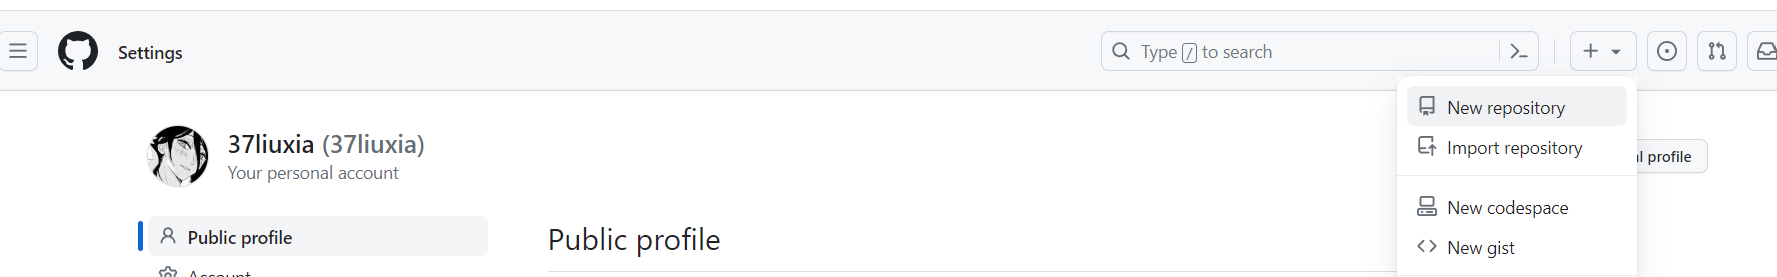 Settings
Type / to search
New repository
Import repository
New codespace
New gist
l profile
37liuxia (37liuxia)
Your personal account
Public profile
Account
Public profile